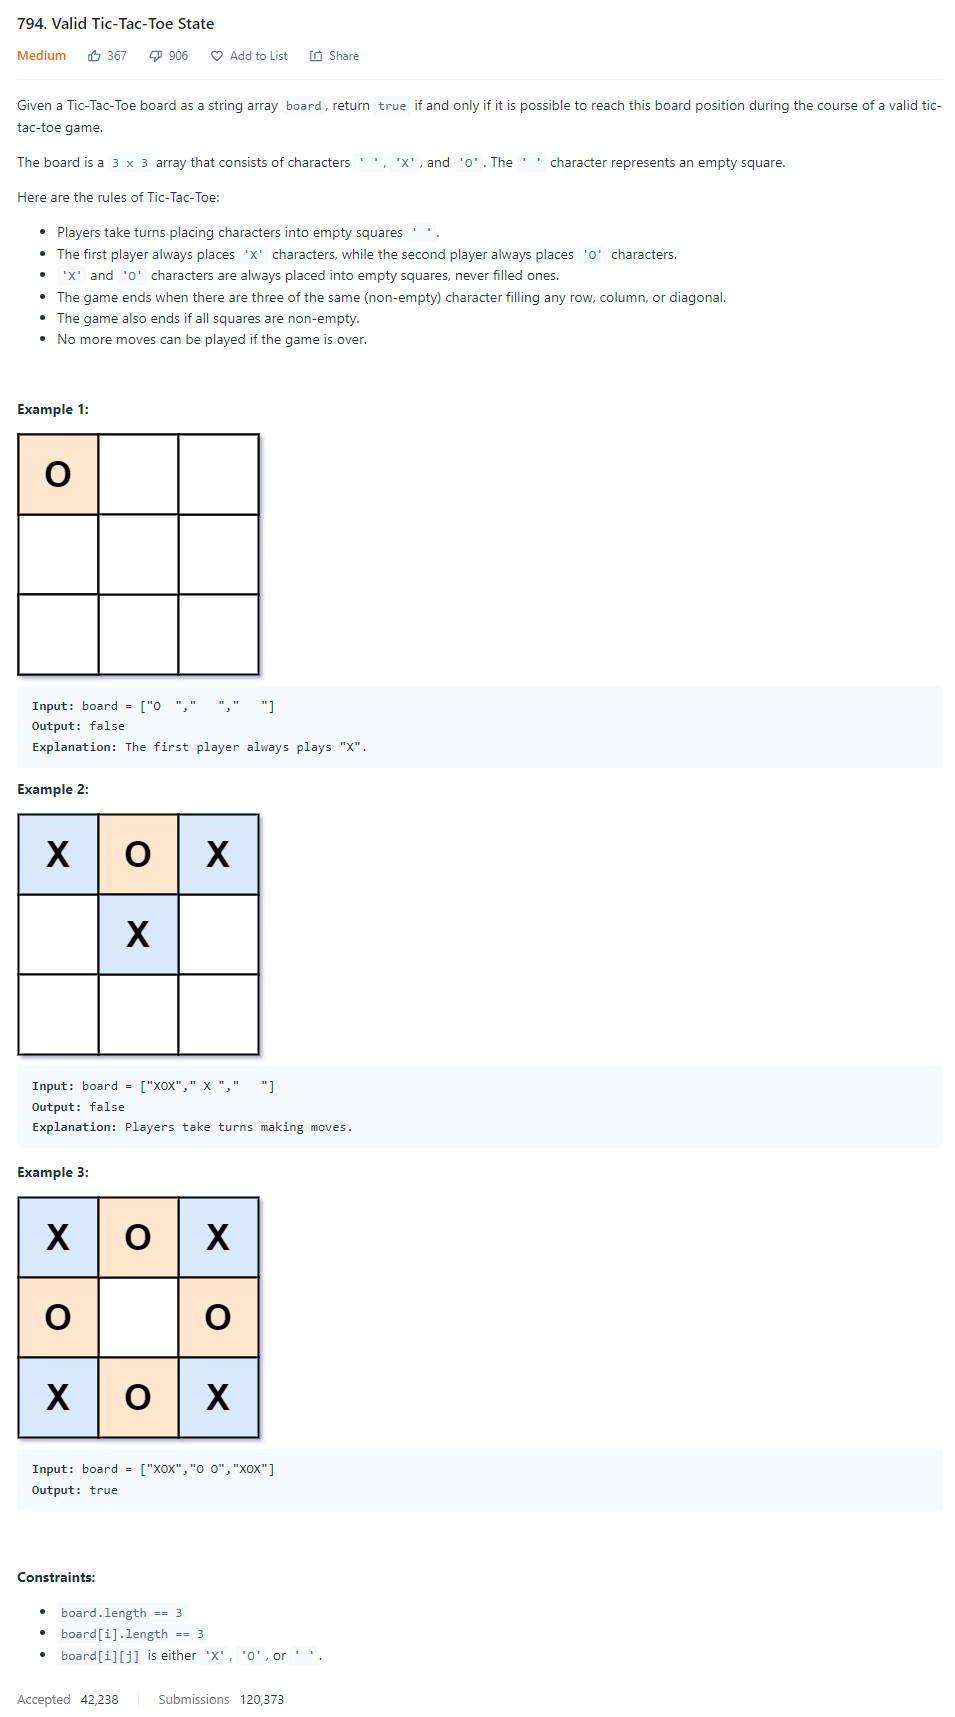 794. Valid Tic-Tac-Toe State
Medium 367 906 Add to List Share
Given a Tic-Tac-Toe board as a string array board, return true if and only if it is possible to reach this board position during the course of a valid tic-
tac-toe game.
The board is a 3 x 3 array that consists of characters ' ', 'X', and 'O'. The ' ' character represents an empty square.
Here are the rules of Tic-Tac-Toe:
• Players take turns placing characters into empty squares ' '.
• The first player always places 'X' characters, while the second player always places 'O' characters.
• 'X' and 'O' characters are always placed into empty squares, never filled ones.
• The game ends when there are three of the same (non-empty) character filling any row, column, or diagonal.
• The game also ends if all squares are non-empty.
• No more moves can be played if the game is over.
Example 1:
O
Input: board = ["O  ","   ","   "]
Output: false
Explanation: The first player always plays "X".
Example 2:
X O X
X
Input: board = ["XOX"," X ","   "]
Output: false
Explanation: Players take turns making moves.
Example 3:
X O X
O O
X O X
Input: board = ["XOX","O O","XOX"]
Output: true
Constraints:
• board.length == 3
• board[i].length == 3
• board[i][j] is either 'X', 'O', or ' '.
Accepted 42,238 Submissions 120,373